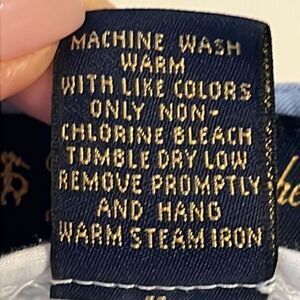 MACHINE WASH
WARM
WITH LIKE COLORS
ONLY NON-
CHLORINE BLEACH
TUMBLE DRY LOW
REMOVE PROMPTLY
AND HANG
WARM STEAM IRON